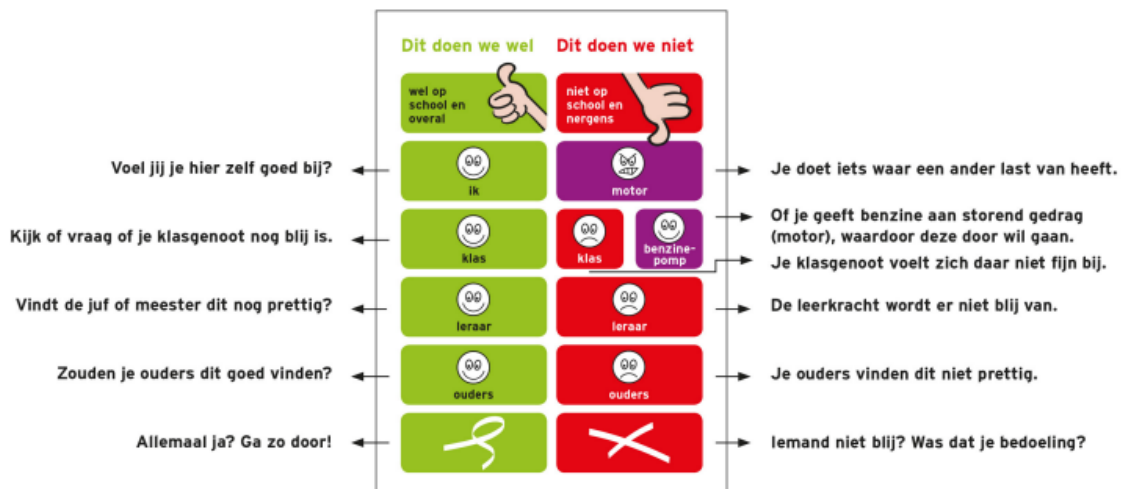 Dit doen we wel
Dit doen we niet
wel op
school en
overal
niet op
school en
nergens
Voel jij je hier zelf goed bij?
ik
motor
Je doet iets waar een ander last van heeft.
Kijk of vraag of je klasgenoot nog blij is.
klas
klas
benzine-
pomp
Of je geeft benzine aan storend gedrag
(motor), waardoor deze door wil gaan.
Je klasgenoot voelt zich daar niet fijn bij.
Vindt de juf of meester dit nog prettig?
leraar
leraar
De leerkracht wordt er niet blij van.
Zouden je ouders dit goed vinden?
ouders
ouders
Je ouders vinden dit niet prettig.
Allemaal ja? Ga zo door!
Iemand niet blij? Was dat je bedoeling?